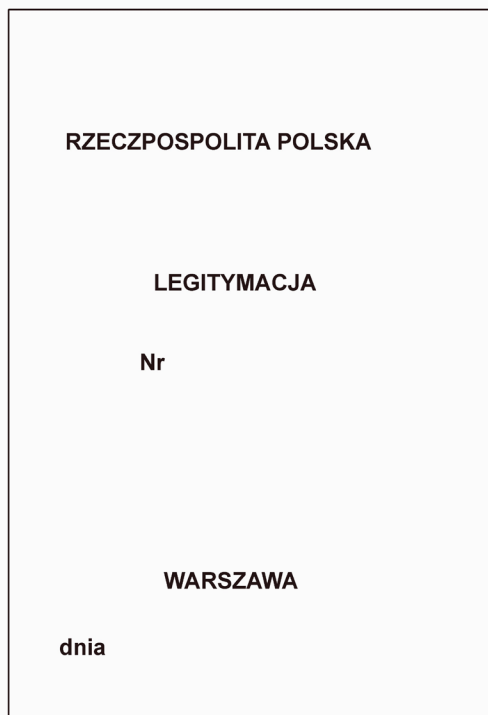 RZECZPOSPOLITA POLSKA
LEGITYMACJA
Nr
WARSZAWA
dnia